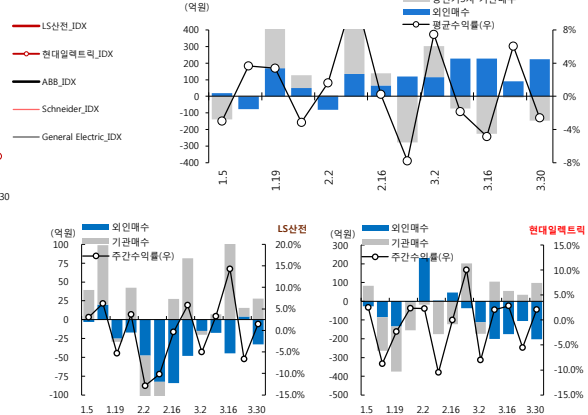 LS산전_IDX
현대일렉트릭_IDX
ABB_IDX
Schneider_IDX
General Electric_IDX
30
(억원)
외인매수
평균수익률(우)
400
300
200
100
0
-100
-200
-300
-400
8%
4%
0%
-4%
-8%
1.5
1.19
2.2
2.16
3.2
3.16
3.30
(억원)
외인매수
기관매수
주간수익률(우)
LS산전
100
75
50
25
0
-25
-50
-75
-100
20.0%
15.0%
10.0%
5.0%
0.0%
-5.0%
-10.0%
-15.0%
1.5 1.19 2.2 2.16 3.2 3.16 3.30
(억원)
외인매수
기관매수
주간수익률(우)
현대일렉트릭
300
200
100
0
-100
-200
-300
-400
-500
15.0%
10.0%
5.0%
0.0%
-5.0%
-10.0%
-15.0%
1.5 1.19 2.2 2.16 3.2 3.16 3.30